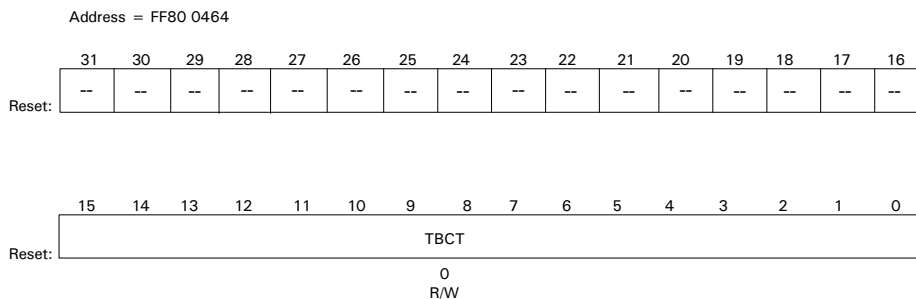 Address = FF80 0464
31 30 29 28 27 26 25 24 23 22 21 20 19 18 17 16
-- -- -- -- -- -- -- -- -- -- -- -- -- -- -- --
Reset:
15 14 13 12 11 10 9 8 7 6 5 4 3 2 1 0
TBCT
Reset:
0
R/W